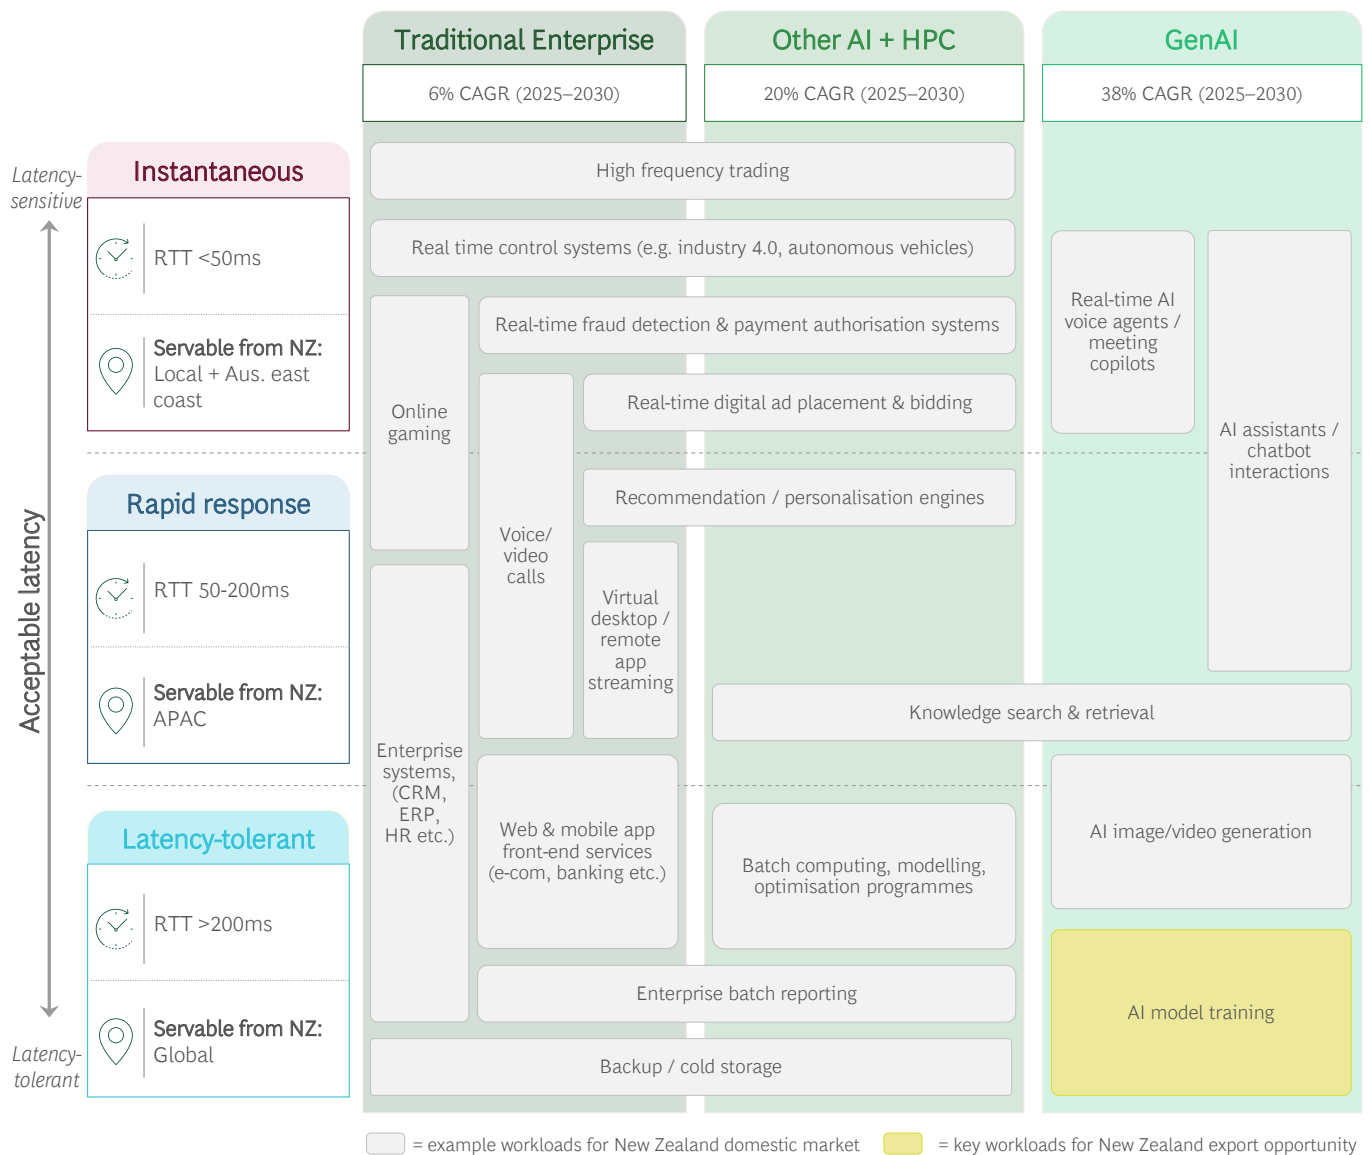 Traditional Enterprise
Other AI + HPC
GenAI
6% CAGR (2025–2030)
20% CAGR (2025–2030)
38% CAGR (2025–2030)
Latency-
sensitive
Acceptable latency
Latency-
tolerant
Instantaneous
RTT <50ms
Servable from NZ:
Local + Aus. east
coast
Rapid response
RTT 50-200ms
Servable from NZ:
APAC
Latency-tolerant
RTT >200ms
Servable from NZ:
Global
High frequency trading
Real time control systems (e.g. industry 4.0, autonomous vehicles)
Real-time fraud detection & payment authorisation systems
Real-time digital ad placement & bidding
Online
gaming
Recommendation / personalisation engines
Voice/
video
calls
Virtual
desktop /
remote
app
streaming
Real-time AI
voice agents /
meeting
copilots
AI assistants /
chatbot
interactions
Knowledge search & retrieval
Enterprise
systems,
(CRM,
ERP,
HR etc.)
Web & mobile app
front-end services
(e-com, banking etc.)
Batch computing, modelling,
optimisation programmes
AI image/video generation
Enterprise batch reporting
AI model training
Backup / cold storage
= example workloads for New Zealand domestic market
= key workloads for New Zealand export opportunity